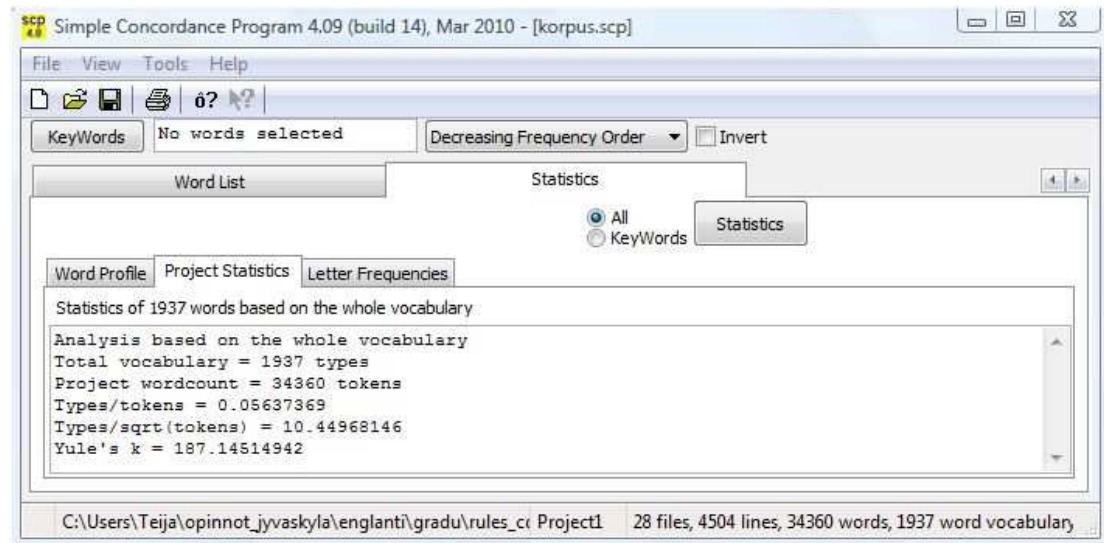 scp 4.0 Simple Concordance Program 4.09 (build 14), Mar 2010 - [korpus.scp]
File View Tools Help
ô? ?
KeyWords No words selected Decreasing Frequency Order Invert
Word List Statistics
All
KeyWords Statistics
Word Profile Project Statistics Letter Frequencies
Statistics of 1937 words based on the whole vocabulary
Analysis based on the whole vocabulary
Total vocabulary = 1937 types
Project wordcount = 34360 tokens
Types/tokens = 0.05637369
Types/sqrt(tokens) = 10.44968146
Yule's k = 187.14514942
C:\Users\Teija\opinnot_jyvaskyla\englanti\gradu\rules_cc Project1 28 files, 4504 lines, 34360 words, 1937 word vocabulary